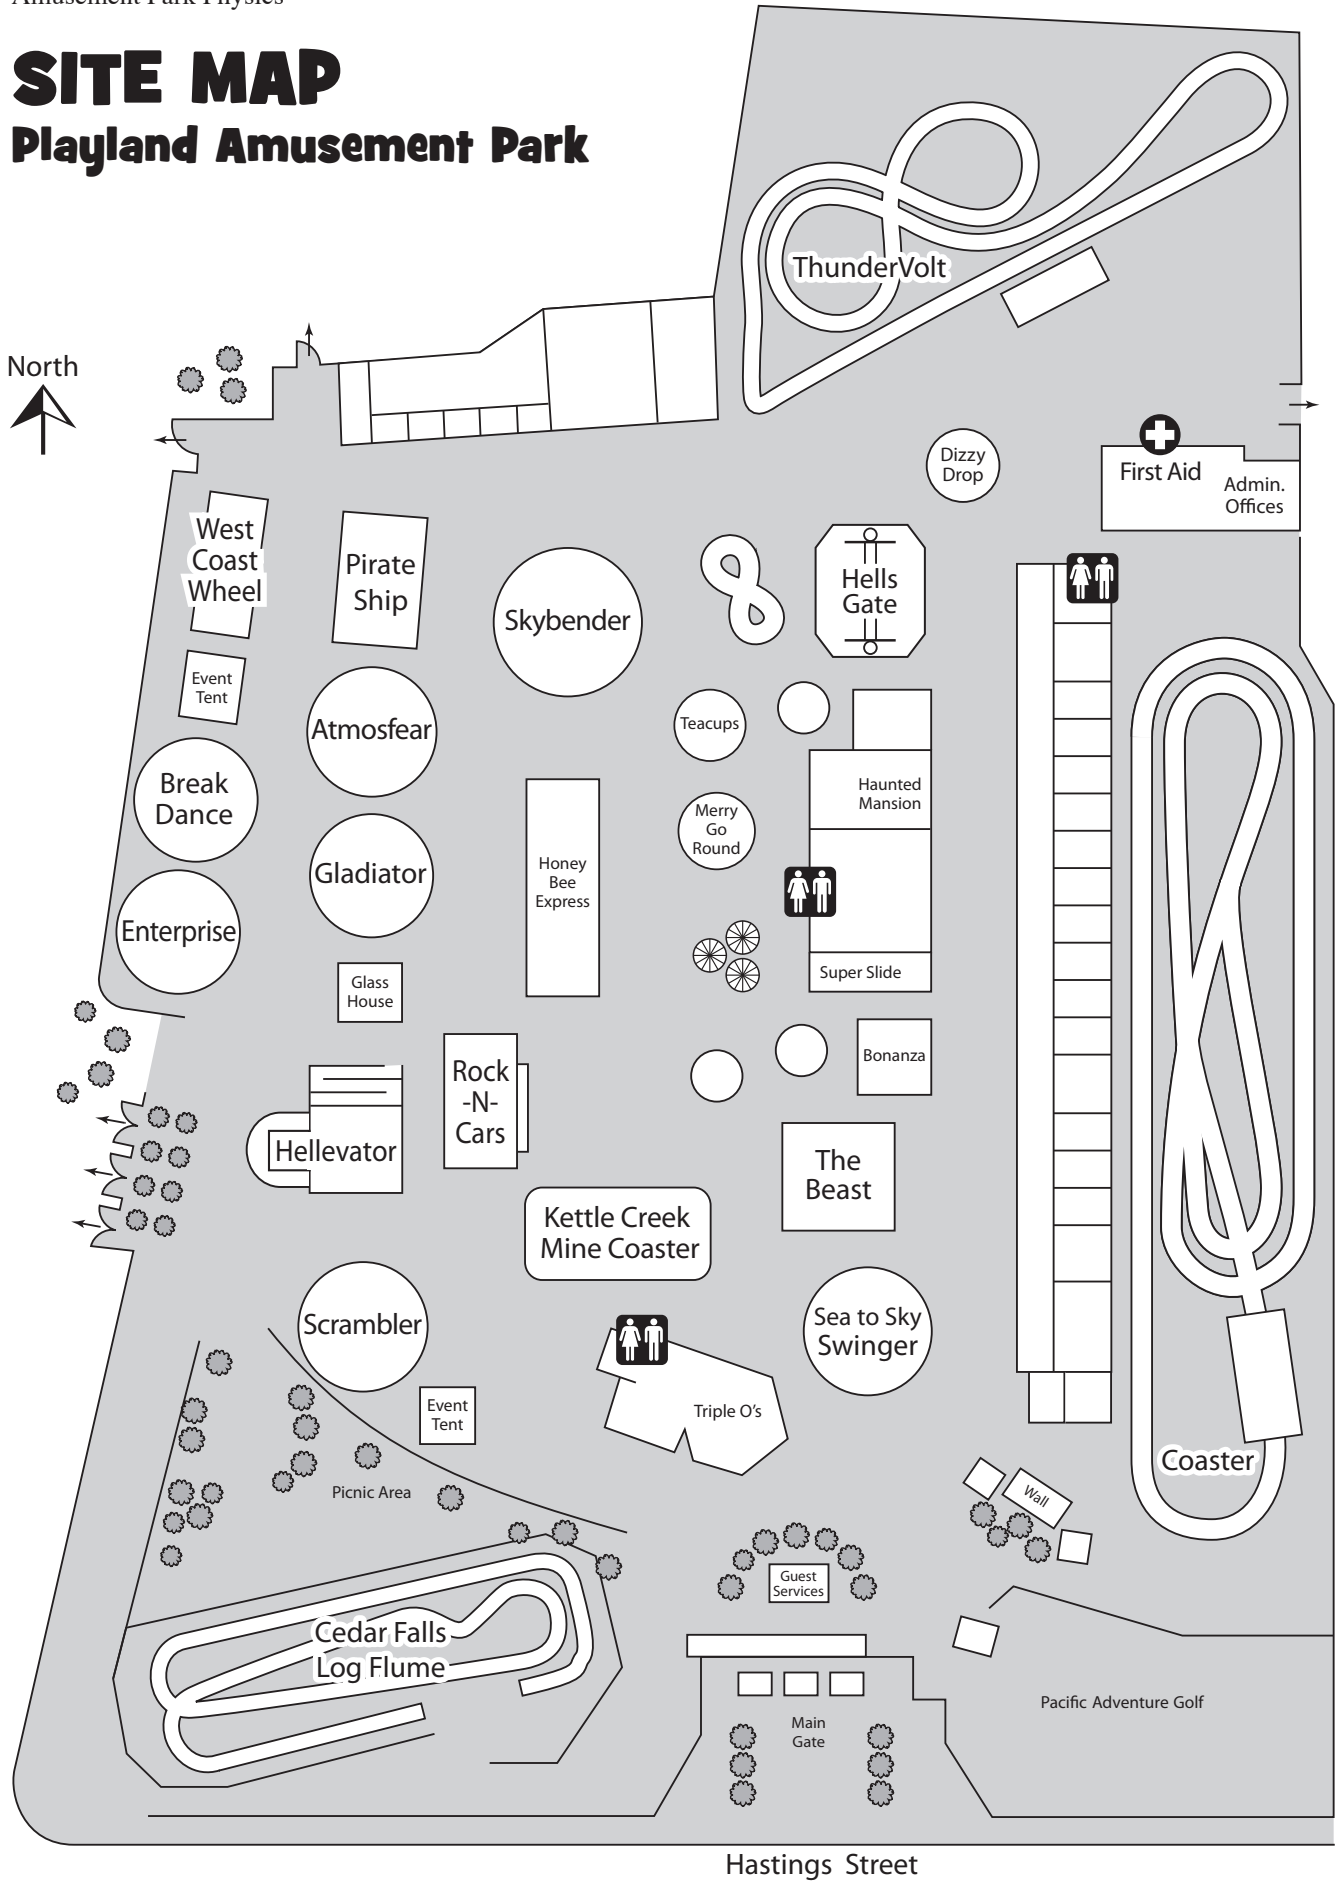 Amusement Park Physics
SITE MAP
Playland Amusement Park
ThunderVolt
North
Dizzy
Drop
First Aid
Admin.
Offices
West
Coast
Wheel
Pirate
Ship
Skybender
Hells
Gate
Event
Tent
Atmosfear
Teacups
Break
Dance
Haunted
Mansion
Merry
Go
Round
Gladiator
Honey
Bee
Express
Enterprise
Super Slide
Glass
House
Rock
-N-
Cars
Bonanza
Hellevator
The
Beast
Kettle Creek
Mine Coaster
Scrambler
Sea to Sky
Swinger
Event
Tent
Triple O's
Coaster
Picnic Area
Wall
Guest
Services
Cedar Falls
Log Flume
Pacific Adventure Golf
Main
Gate
Hastings Street